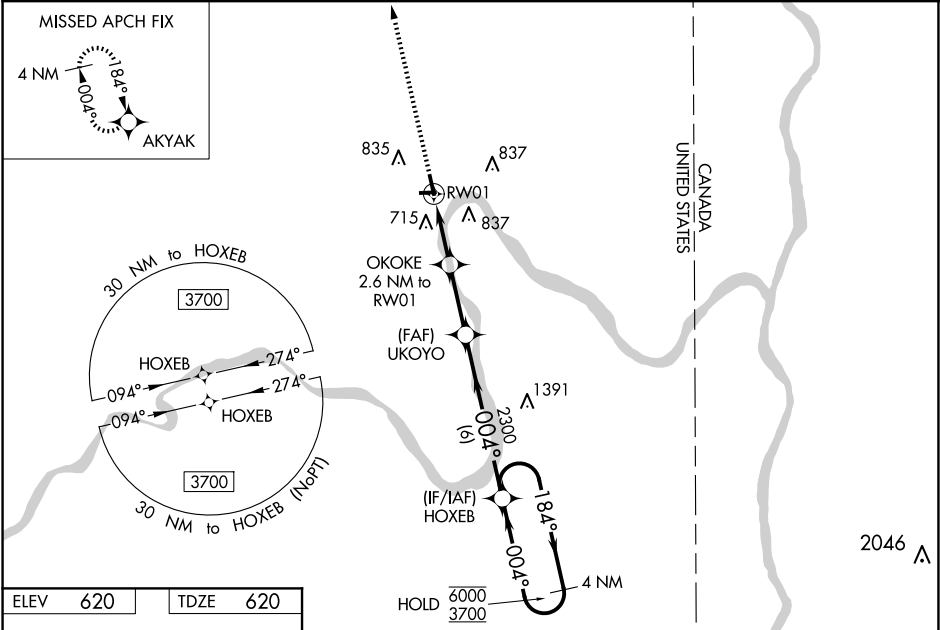 MISSED APCH FIX
4 NM
184°
004°
AKYAK
835
837
RW01
715
837
CANADA
UNITED STATES
OKOKE
2.6 NM to
RW01
(FAF)
UKOYO
30 NM to HOXEB
3700
HOXEB
274°
094°
274°
094°
HOXEB
3700
30 NM to HOXEB (NoPT)
1391
2300
004°
(6)
(IF/IAF)
HOXEB
184°
004°
4 NM
HOLD 6000
3700
2046
ELEV 620
TDZE 620